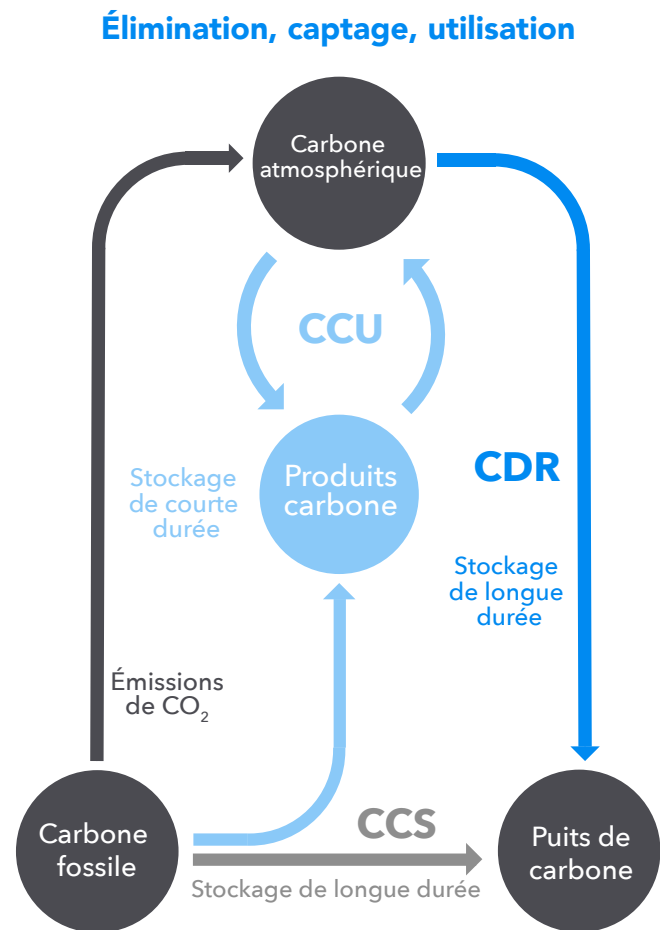 Élimination, captage, utilisation
Carbone
atmosphérique
CCU
Produits
carbone
Stockage
de courte
durée
CDR
Stockage
de longue
durée
Émissions
de CO₂
Carbone
fossile
CCS
Stockage de longue durée
Puits de
carbone